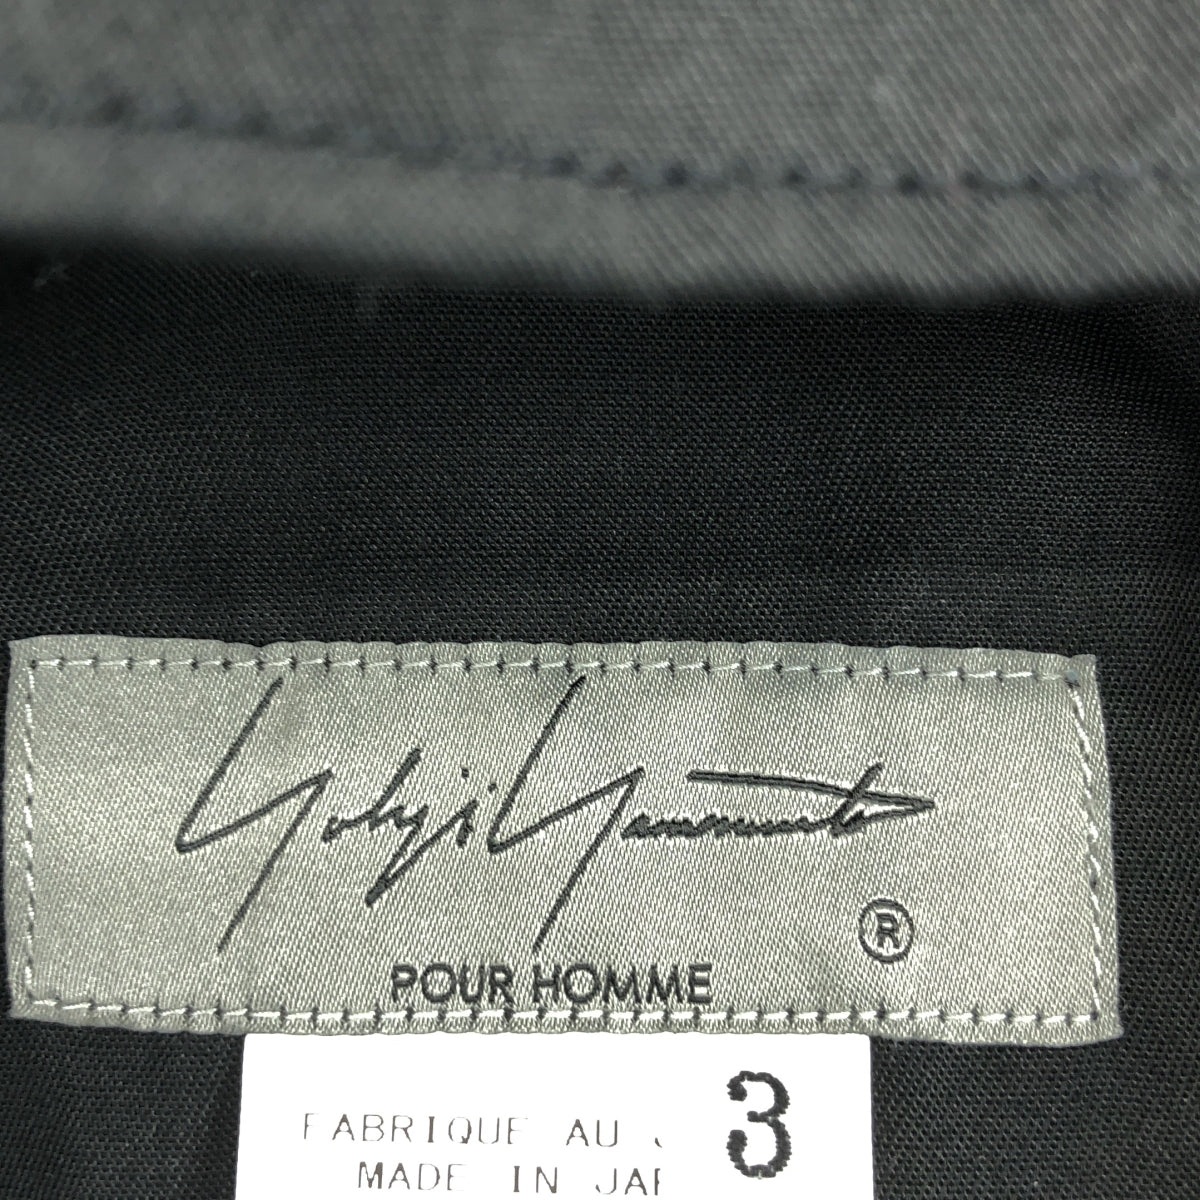 Yohji Yamamoto
®
POUR HOMME
FABRIQUE AU
3
MADE IN